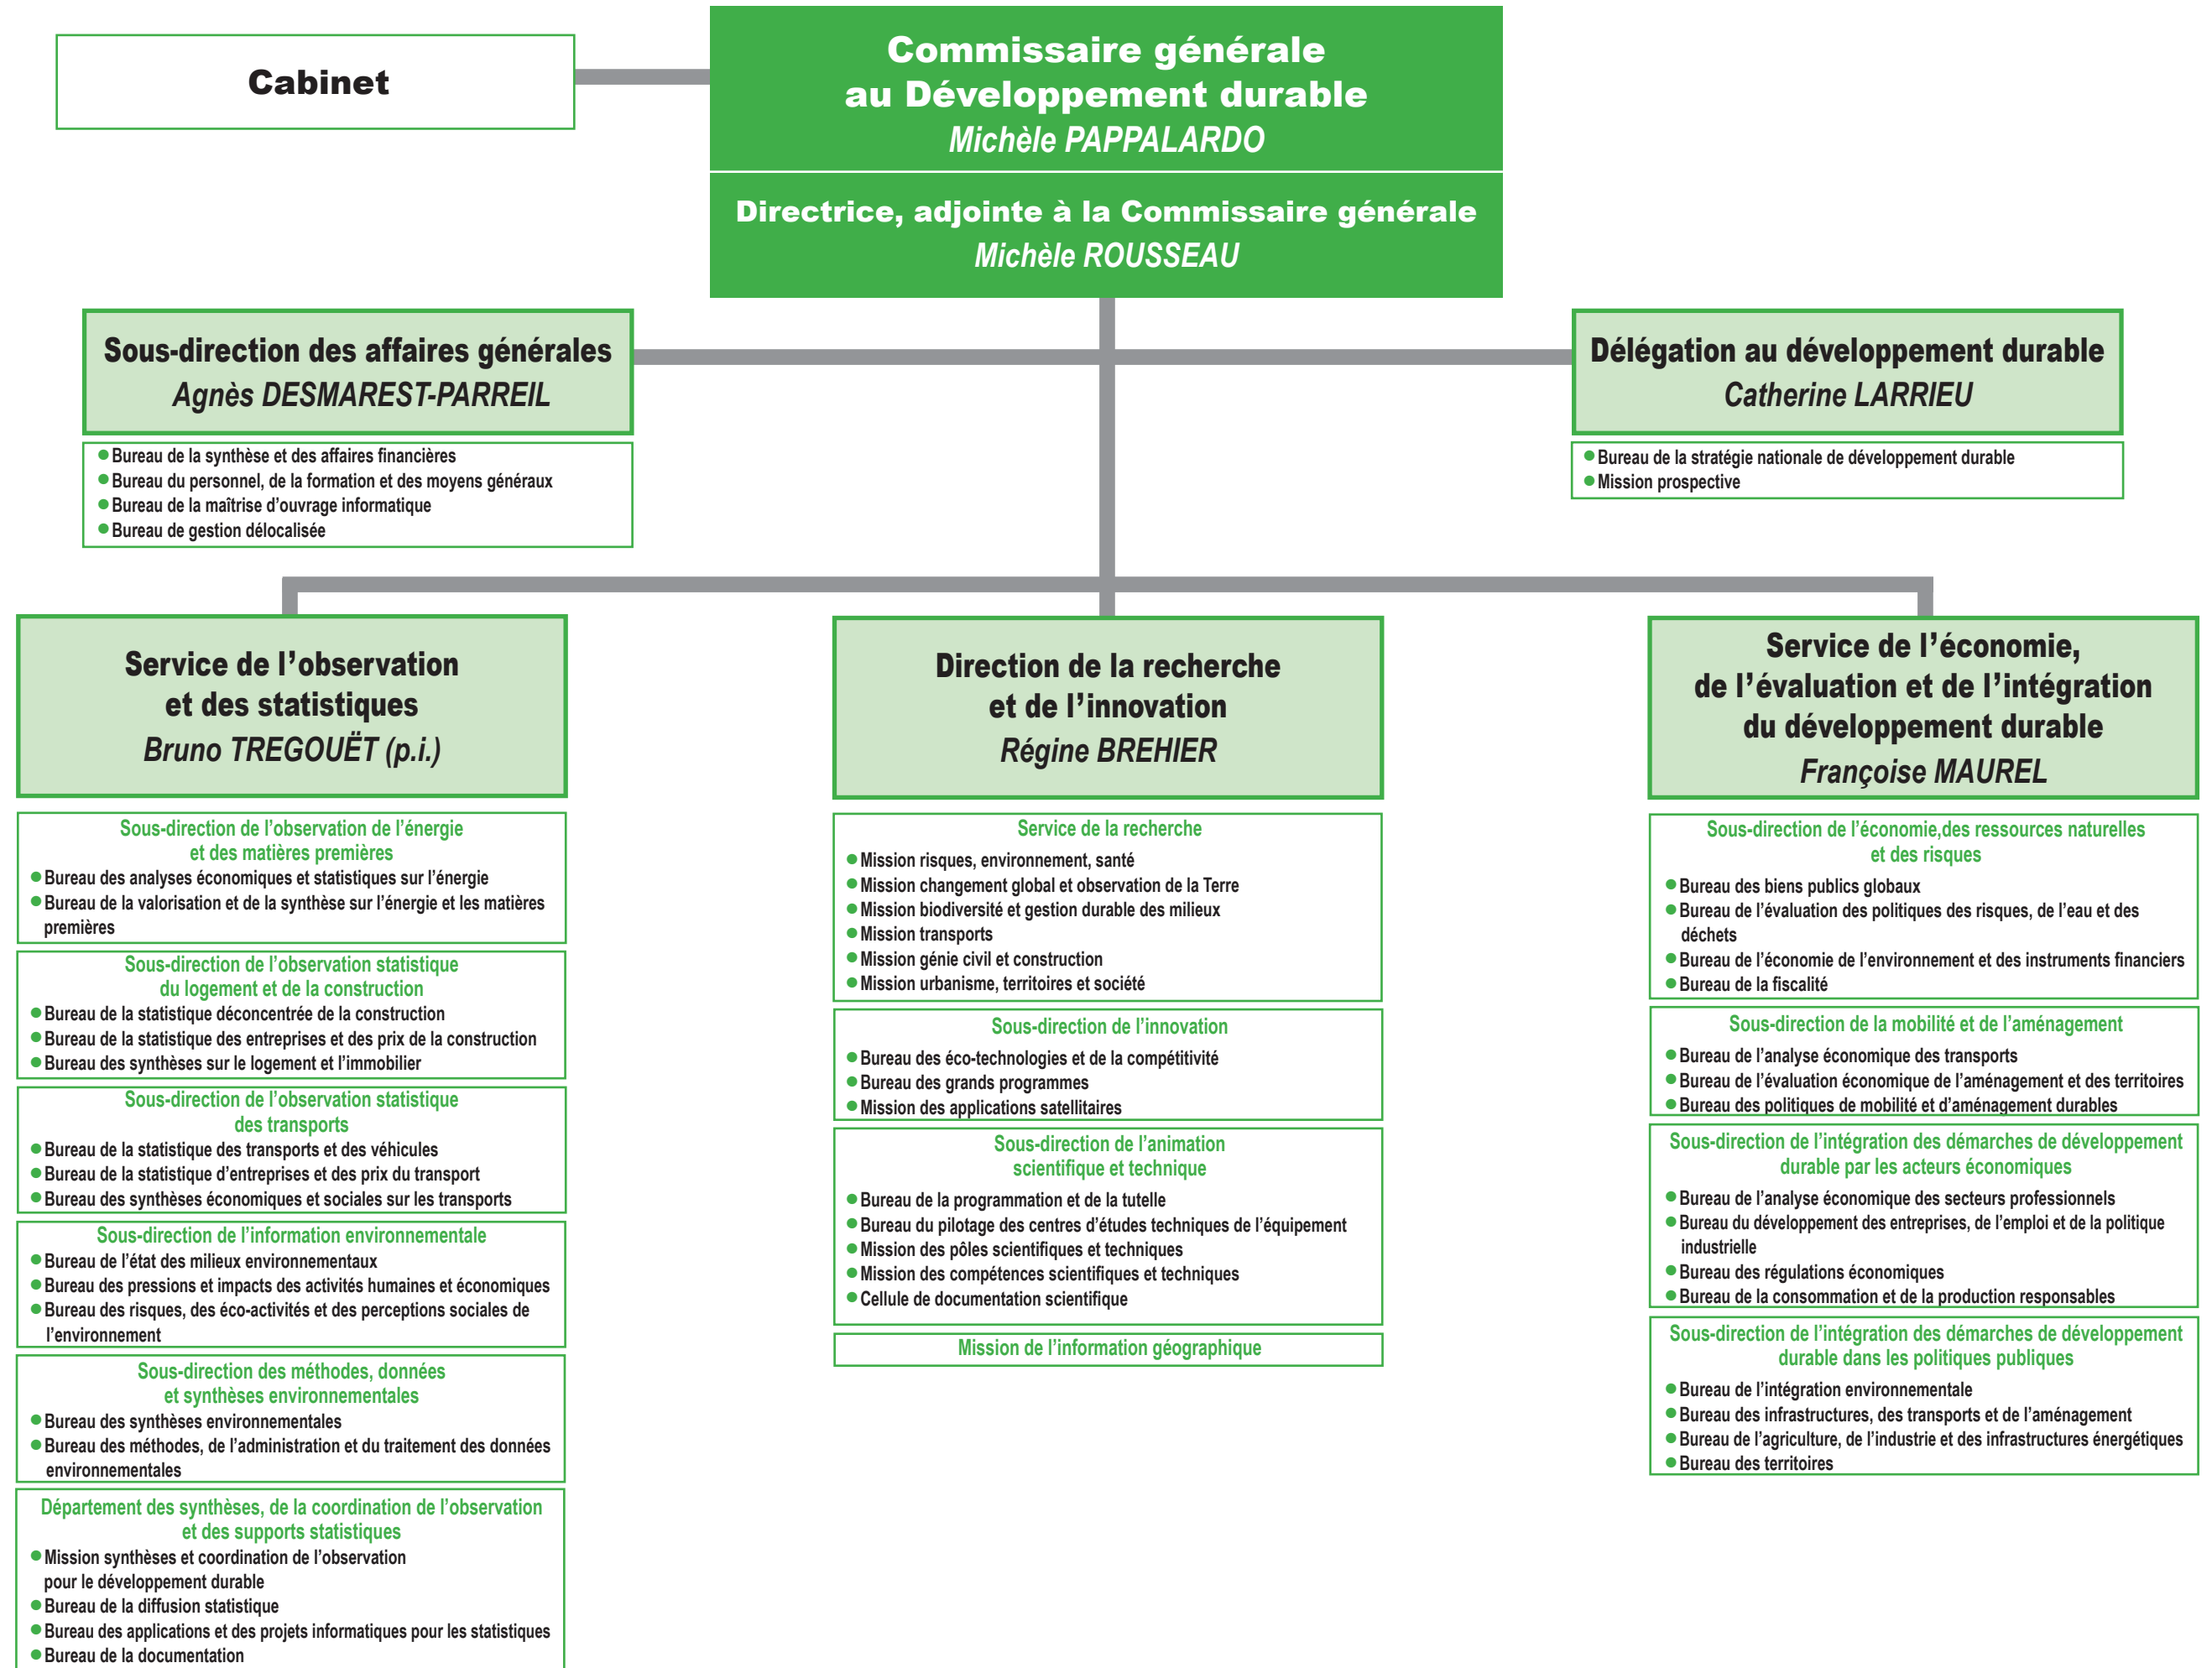 Cabinet
Commissaire générale
au Développement durable
Michèle PAPPALARDO
Directrice, adjointe à la Commissaire générale
Michèle ROUSSEAU
Sous-direction des affaires générales
Agnès DESMAREST-PARREIL
● Bureau de la synthèse et des affaires financières
● Bureau du personnel, de la formation et des moyens généraux
● Bureau de la maîtrise d’ouvrage informatique
● Bureau de gestion délocalisée
Délégation au développement durable
Catherine LARRIEU
● Bureau de la stratégie nationale de développement durable
● Mission prospective
Service de l’observation
et des statistiques
Bruno TREGOUËT (p.i.)
Sous-direction de l’observation de l’énergie
et des matières premières
● Bureau des analyses économiques et statistiques sur l’énergie
● Bureau de la valorisation et de la synthèse sur l’énergie et les matières
premières
Sous-direction de l’observation statistique
du logement et de la construction
● Bureau de la statistique déconcentrée de la construction
● Bureau de la statistique des entreprises et des prix de la construction
● Bureau des synthèses sur le logement et l’immobilier
Sous-direction de l’observation statistique
des transports
● Bureau de la statistique des transports et des véhicules
● Bureau de la statistique d’entreprises et des prix du transport
● Bureau des synthèses économiques et sociales sur les transports
Sous-direction de l’information environnementale
● Bureau de l’état des milieux environnementaux
● Bureau des pressions et impacts des activités humaines et économiques
● Bureau des risques, des éco-activités et des perceptions sociales de
l’environnement
Sous-direction des méthodes, données
et synthèses environnementales
● Bureau des synthèses environnementales
● Bureau des méthodes, de l’administration et du traitement des données
environnementales
Département des synthèses, de la coordination de l’observation
et des supports statistiques
● Mission synthèses et coordination de l’observation
pour le développement durable
● Bureau de la diffusion statistique
● Bureau des applications et des projets informatiques pour les statistiques
● Bureau de la documentation
Direction de la recherche
et de l’innovation
Régine BREHIER
Service de la recherche
● Mission risques, environnement, santé
● Mission changement global et observation de la Terre
● Mission biodiversité et gestion durable des milieux
● Mission transports
● Mission génie civil et construction
● Mission urbanisme, territoires et société
Sous-direction de l’innovation
● Bureau des éco-technologies et de la compétitivité
● Bureau des grands programmes
● Mission des applications satellitaires
Sous-direction de l’animation
scientifique et technique
● Bureau de la programmation et de la tutelle
● Bureau du pilotage des centres d’études techniques de l’équipement
● Mission des pôles scientifiques et techniques
● Mission des compétences scientifiques et techniques
● Cellule de documentation scientifique
Mission de l’information géographique
Service de l’économie,
de l’évaluation et de l’intégration
du développement durable
Françoise MAUREL
Sous-direction de l’économie,des ressources naturelles
et des risques
● Bureau des biens publics globaux
● Bureau de l’évaluation des politiques des risques, de l’eau et des
déchets
● Bureau de l’économie de l’environnement et des instruments financiers
● Bureau de la fiscalité
Sous-direction de la mobilité et de l’aménagement
● Bureau de l’analyse économique des transports
● Bureau de l’évaluation économique de l’aménagement et des territoires
● Bureau des politiques de mobilité et d’aménagement durables
Sous-direction de l’intégration des démarches de développement
durable par les acteurs économiques
● Bureau de l’analyse économique des secteurs professionnels
● Bureau du développement des entreprises, de l’emploi et de la politique
industrielle
● Bureau des régulations économiques
● Bureau de la consommation et de la production responsables
Sous-direction de l’intégration des démarches de développement
durable dans les politiques publiques
● Bureau de l’intégration environnementale
● Bureau des infrastructures, des transports et de l’aménagement
● Bureau de l’agriculture, de l’industrie et des infrastructures énergétiques
● Bureau des territoires